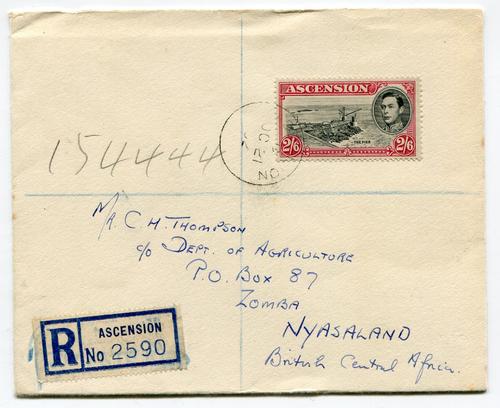 ASCENSION
2/6 THE PIER 2/6
154444
Mr. C. H. THOMPSON
c/o DEPT. OF AGRICULTURE
P.O. BOX 87
ZOMBA
NYASALAND
British Central Africa.
R ASCENSION
No 2590